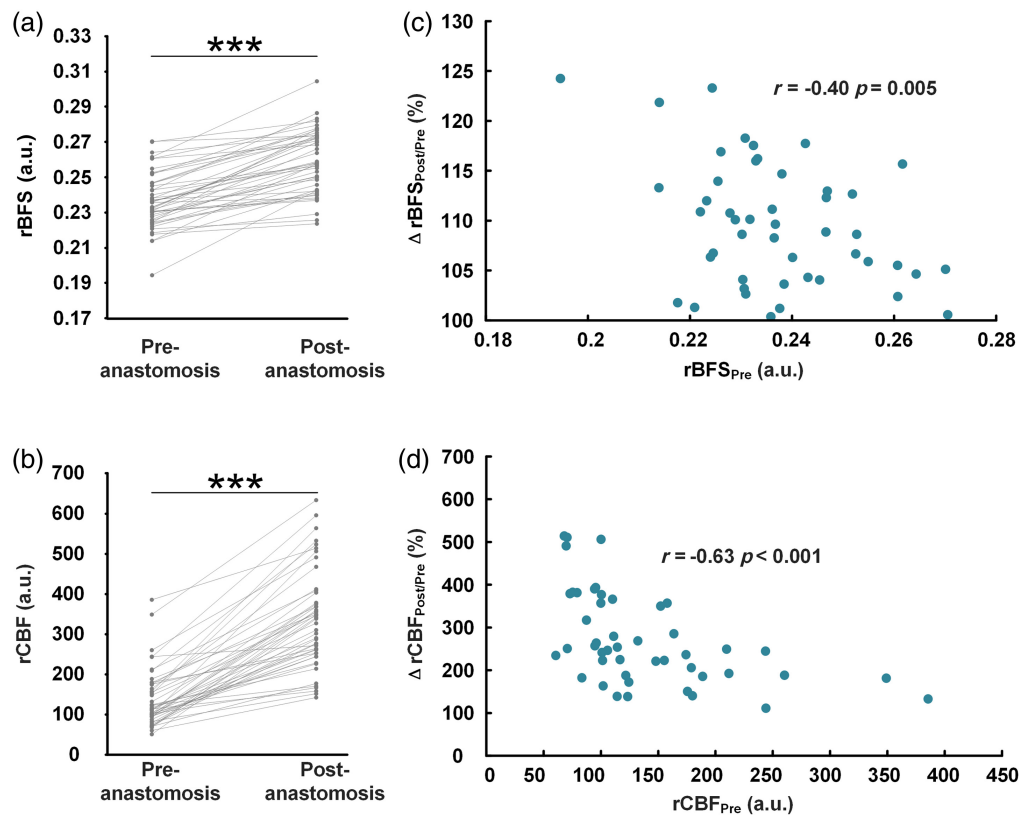 (a)
0.33
0.31
0.29
0.27
0.25
0.23
0.21
0.19
0.17
rBFS (a.u.)
***
Pre-
anastomosis
Post-
anastomosis
(c)
130
125
120
115
110
105
100
Δ rBFSPost/Pre (%)
r = -0.40 p = 0.005
0.18 0.2 0.22 0.24 0.26 0.28
rBFSPre (a.u.)
(b)
700
600
500
400
300
200
100
0
rCBF (a.u.)
***
Pre-
anastomosis
Post-
anastomosis
(d)
700
600
500
400
300
200
100
0
Δ rCBFPost/Pre (%)
r = -0.63 p < 0.001
0 50 100 150 200 250 300 350 400 450
rCBFPre (a.u.)